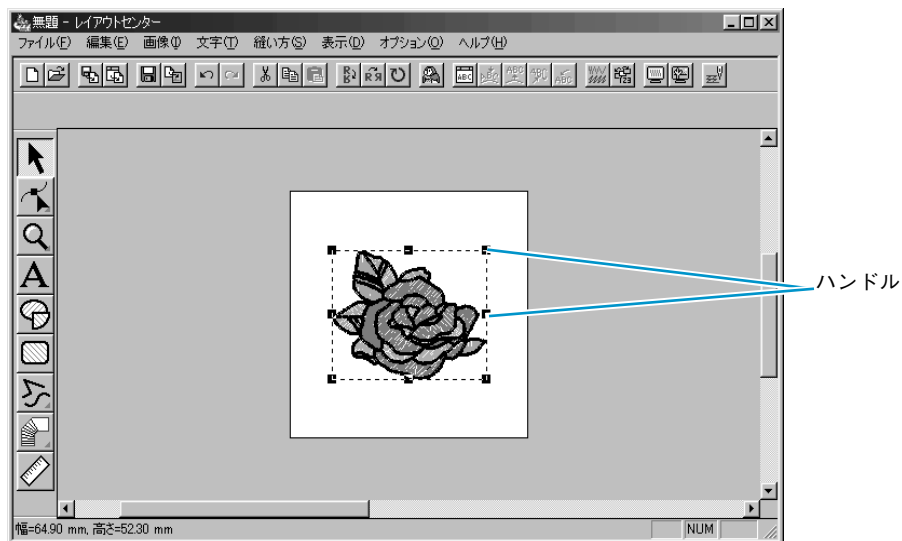 無題 - レイアウトセンター
ファイル(F) 編集(E) 画像(I) 文字(T) 縫い方(S) 表示(D) オプション(O) ヘルプ(H)
ハンドル
幅=64.90 mm, 高さ=52.30 mm
NUM